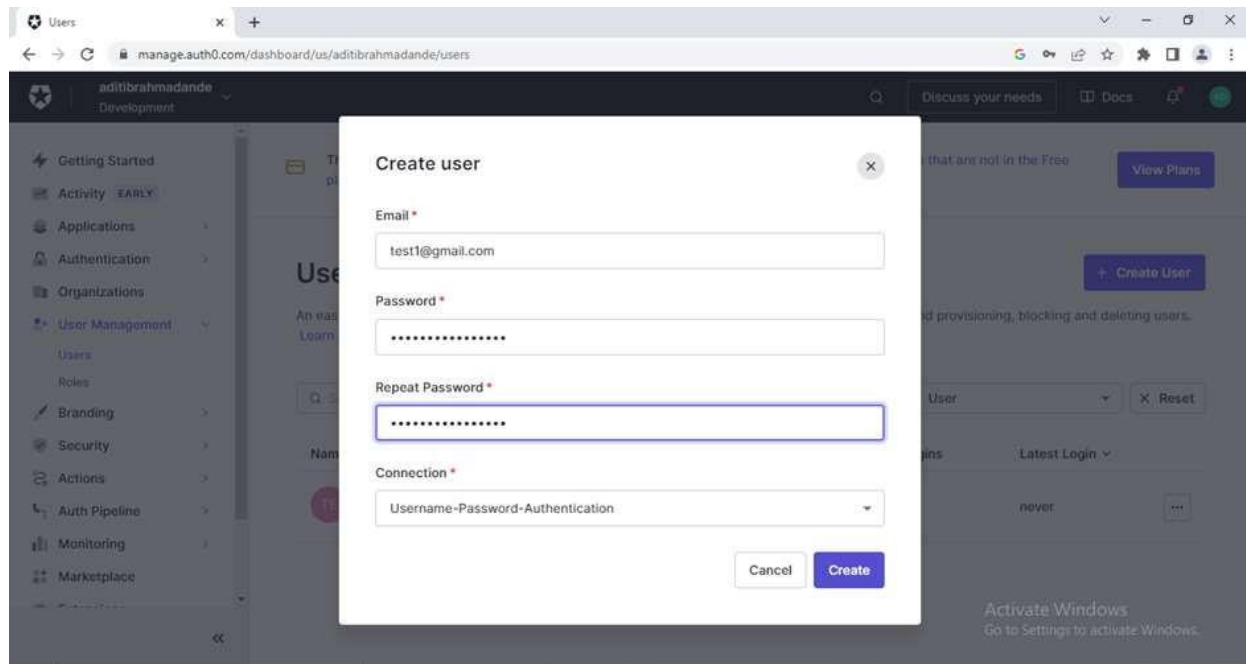 Users
manage.auth0.com/dashboard/us/aditibrahmadande/users
aditibrahmadande
Development
Discuss your needs
Docs
Getting Started
Activity EARLY
Applications
Authentication
Organizations
User Management
Users
Roles
Branding
Security
Actions
Auth Pipeline
Monitoring
Marketplace
that are not in the Free
View Plans
Create User
An eas
Learn
provisioning, blocking and deleting users.
User
Reset
Latest Login
never
Create user
Email *
test1@gmail.com
Password *
••••••••••••••••
Repeat Password *
••••••••••••••••
Connection *
Username-Password-Authentication
Cancel
Create
Activate Windows
Go to Settings to activate Windows.